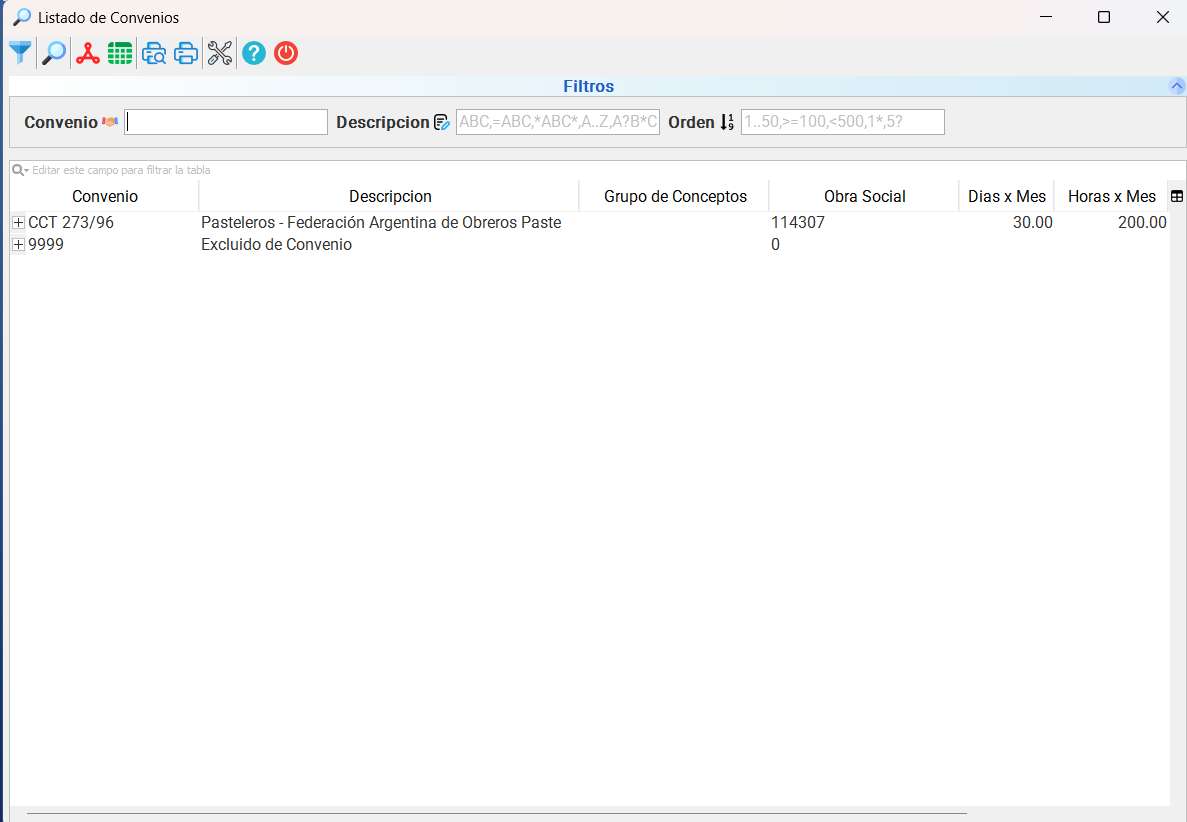 Listado de Convenios
?
Filtros
Convenio Descripcion ABC,=ABC,*ABC*,A..Z,A?B*C Orden 1..50,>=100,<500,1*,5?
Editar este campo para filtrar la tabla
Convenio Descripcion Grupo de Conceptos Obra Social Dias x Mes Horas x Mes
CCT 273/96 Pasteleros - Federación Argentina de Obreros Paste 114307 30.00 200.00
9999 Excluido de Convenio 0